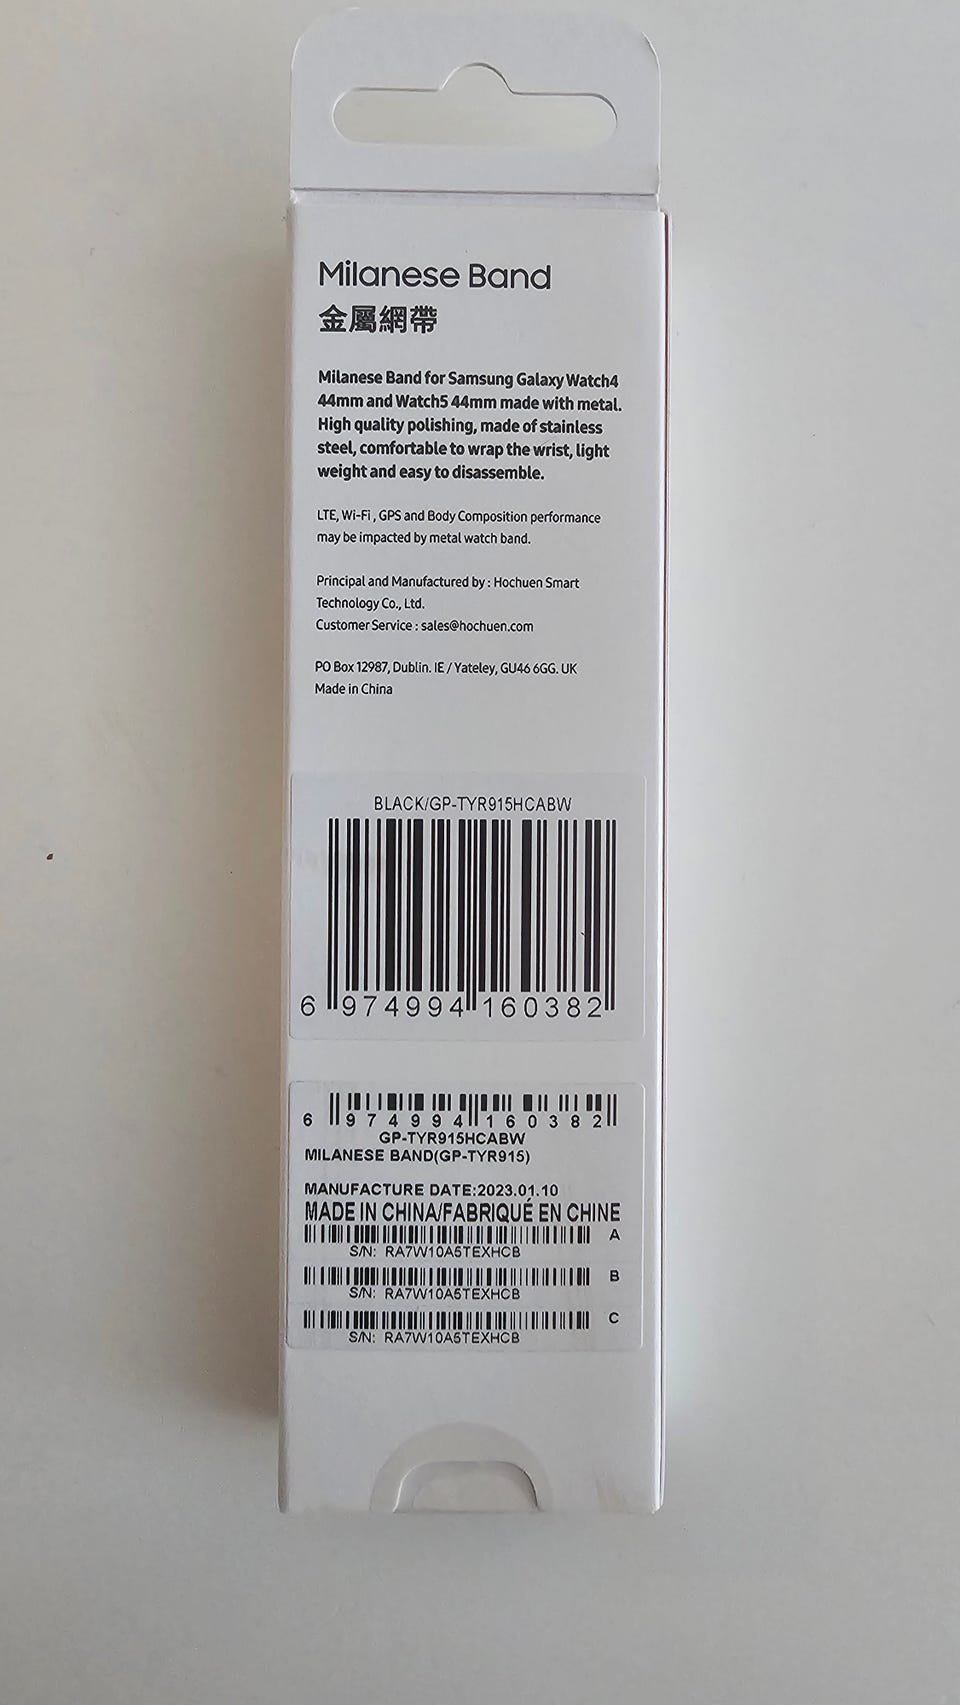 Milanese Band
金屬網帶
Milanese Band for Samsung Galaxy Watch4
44mm and Watch5 44mm made with metal.
High quality polishing, made of stainless
steel, comfortable to wrap the wrist, light
weight and easy to disassemble.
LTE, Wi-Fi , GPS and Body Composition performance
may be impacted by metal watch band.
Principal and Manufactured by : Hochuen Smart
Technology Co., Ltd.
Customer Service : sales@hochuen.com
PO Box 12987, Dublin. IE / Yateley, GU46 6GG. UK
Made in China
BLACK/GP-TYR915HCABW
6 974994 160382
6 974994 160382
GP-TYR915HCABW
MILANESE BAND(GP-TYR915)
MANUFACTURE DATE:2023.01.10
MADE IN CHINA/FABRIQUÉ EN CHINE
A
S/N: RA7W10A5TEXHCB
B
S/N: RA7W10A5TEXHCB
C
S/N: RA7W10A5TEXHCB